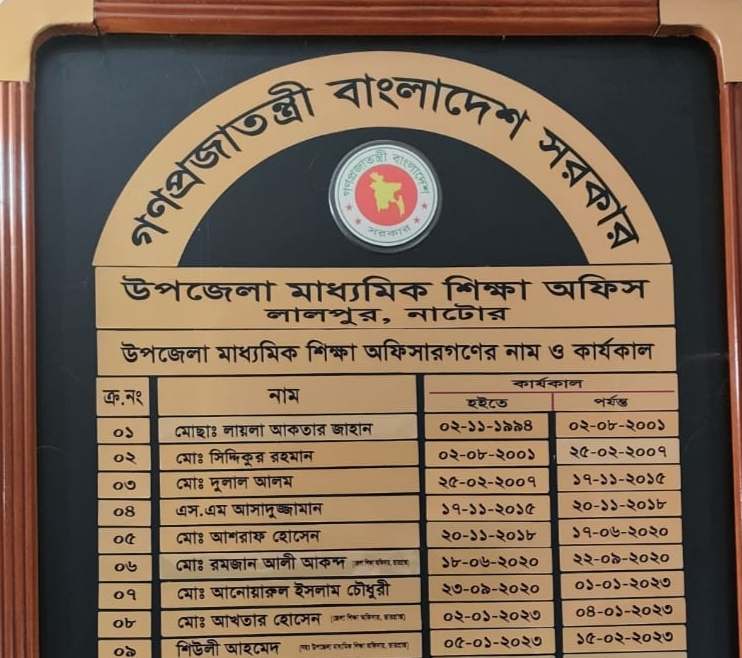 গণপ্রজাতন্ত্রী বাংলাদেশ সরকার
গণপ্রজাতন্ত্রী বাংলাদেশ
সরকার
উপজেলা মাধ্যমিক শিক্ষা অফিস
লালপুর, নাটোর
উপজেলা মাধ্যমিক শিক্ষা অফিসারগণের নাম ও কার্যকাল
ক্র.নং নাম কার্যকাল
হইতে পর্যন্ত
০১ মোছাঃ লায়লা আকতার জাহান ০২-১১-১৯৯৪ ০২-০৮-২০০১
০২ মোঃ সিদ্দিকুর রহমান ০২-০৮-২০০১ ২৫-০২-২০০৭
০৩ মোঃ দুলাল আলম ২৫-০২-২০০৭ ১৭-১১-২০১৫
০৪ এস.এম আসাদুজ্জামান ১৭-১১-২০১৫ ২০-১১-২০১৮
০৫ মোঃ আশরাফ হোসেন ২০-১১-২০১৮ ১৭-০৬-২০২০
০৬ মোঃ রমজান আলী আকন্দ ১৮-০৬-২০২০ ২২-০৯-২০২০
০৭ মোঃ আনোয়ারুল ইসলাম চৌধুরী ২৩-০৯-২০২০ ০১-০১-২০২৩
০৮ মোঃ আখতার হোসেন ০২-০১-২০২৩ ০৪-০১-২০২৩
০৯ শিউলী আহমেদ ০৫-০১-২০২৩ ১৫-০২-২০২৩